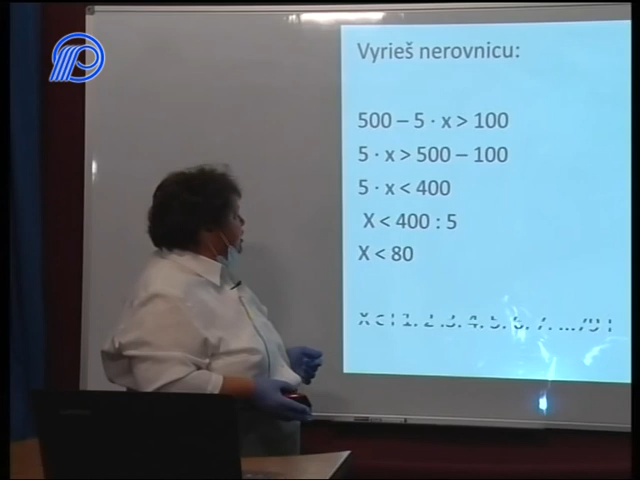 Vyrieš nerovnicu:
500 – 5 · x > 100
5 · x > 500 – 100
5 · x < 400
X < 400 : 5
X < 80